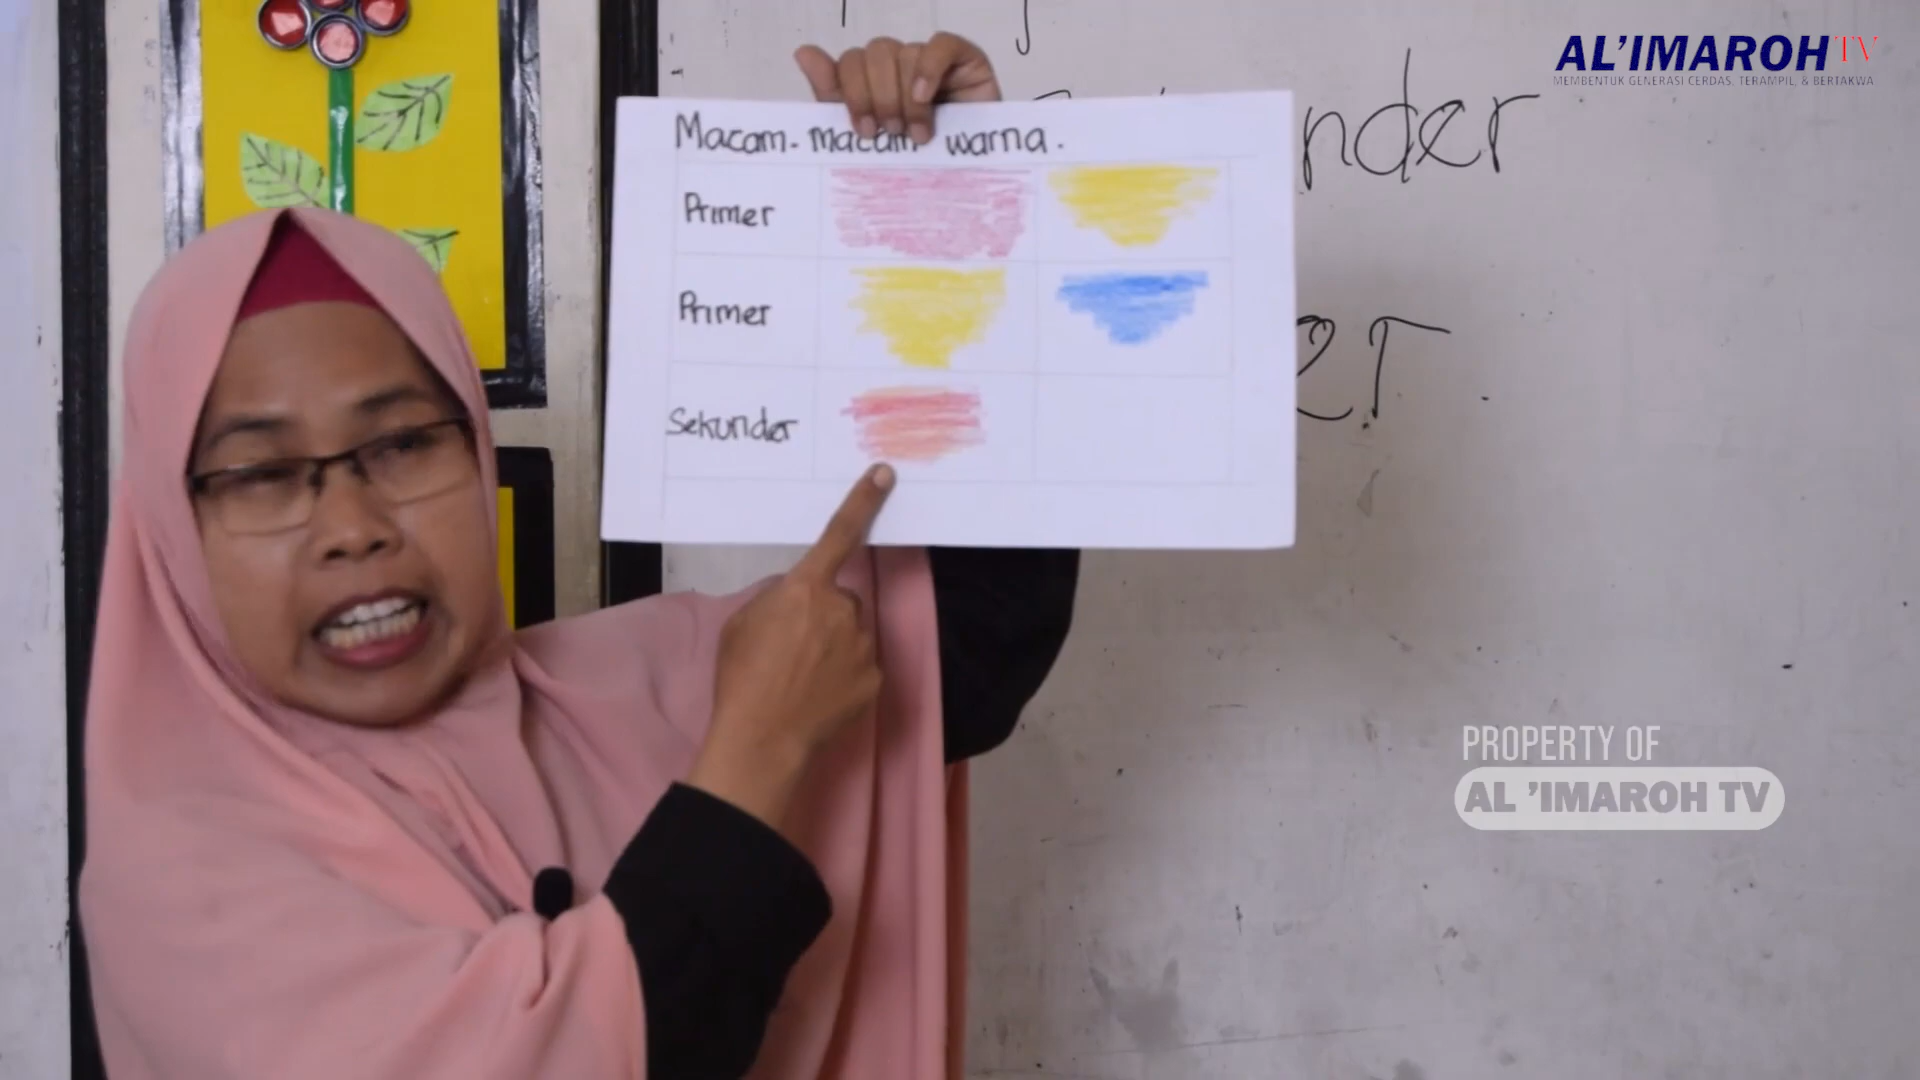 AL'IMAROH TV
MEMBENTUK GENERASI CERDAS, TERAMPIL, & BERTAKWA
Macam-macam warna.
Primer
Primer
Sekunder
nder
er
PROPERTY OF
AL 'IMAROH TV